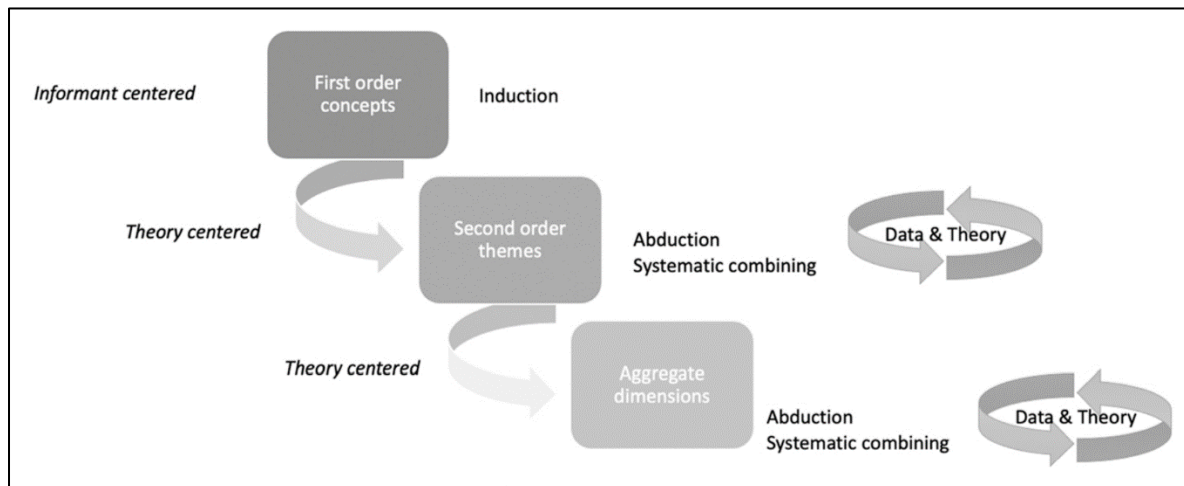 Informant centered
First order
concepts
Induction
Theory centered
Second order
themes
Abduction
Systematic combining
Data & Theory
Theory centered
Aggregate
dimensions
Abduction
Systematic combining
Data & Theory